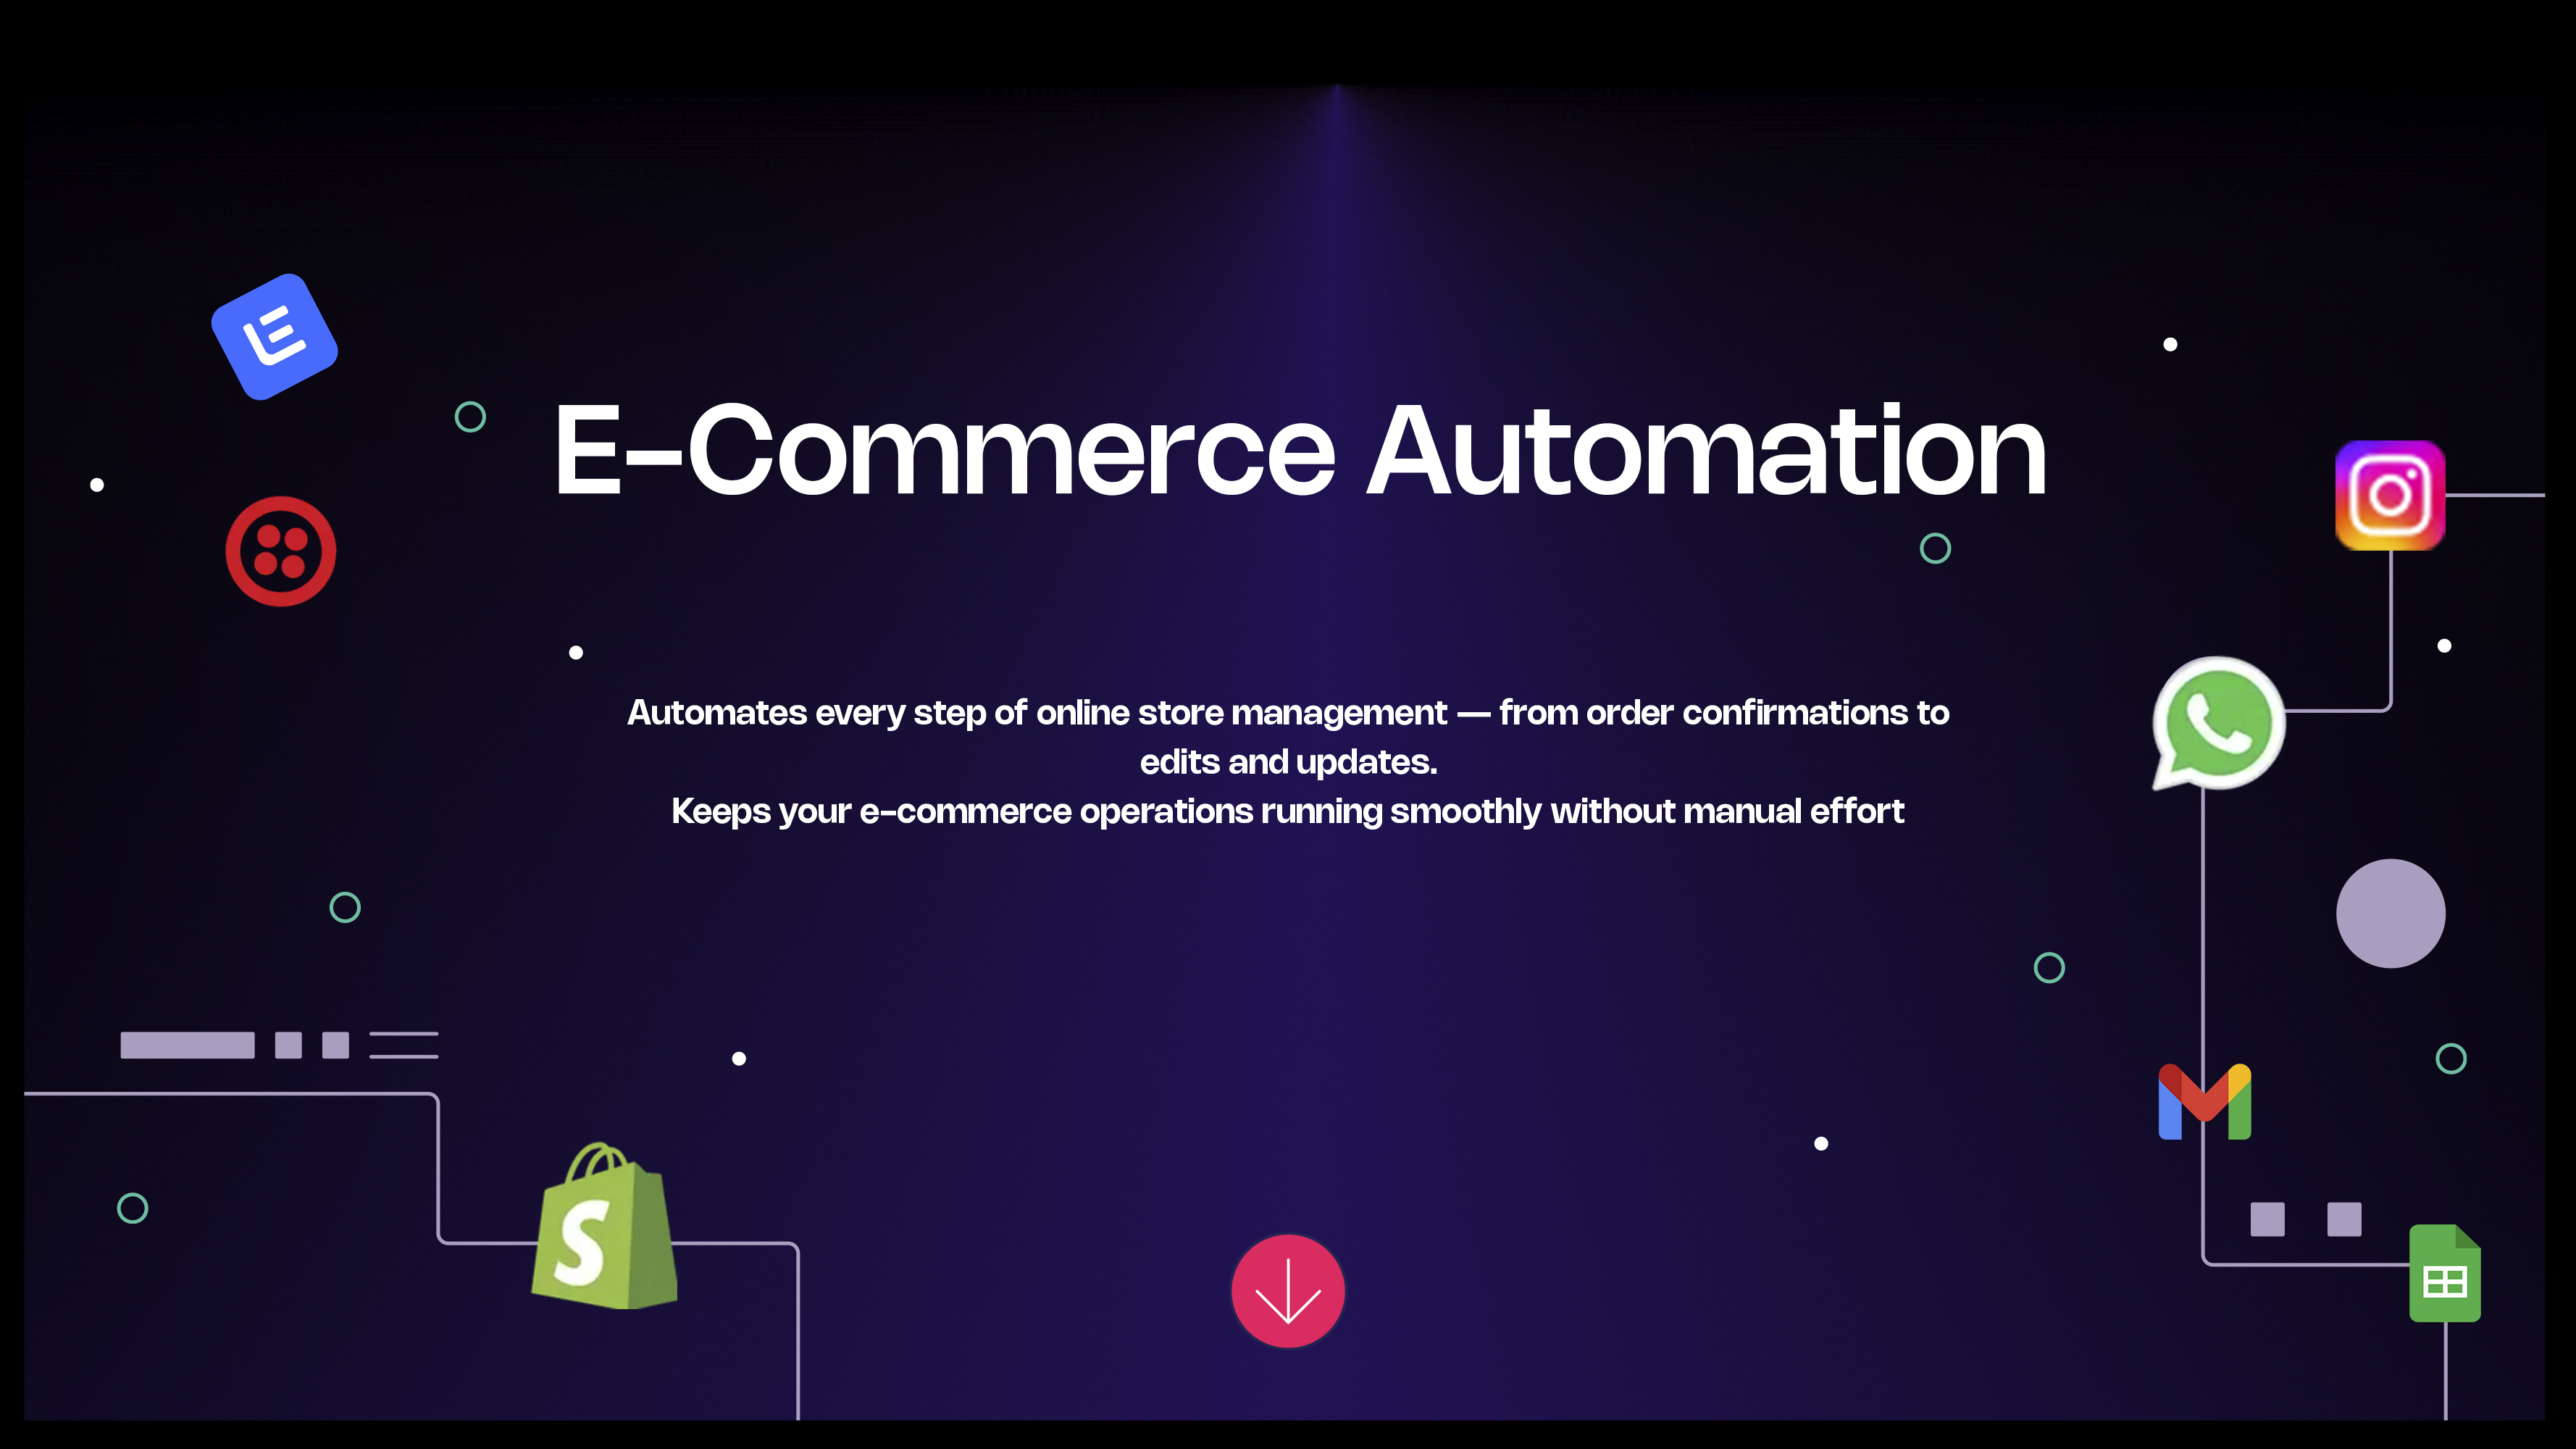 E-Commerce Automation
Automates every step of online store management — from order confirmations to
edits and updates.
Keeps your e-commerce operations running smoothly without manual effort